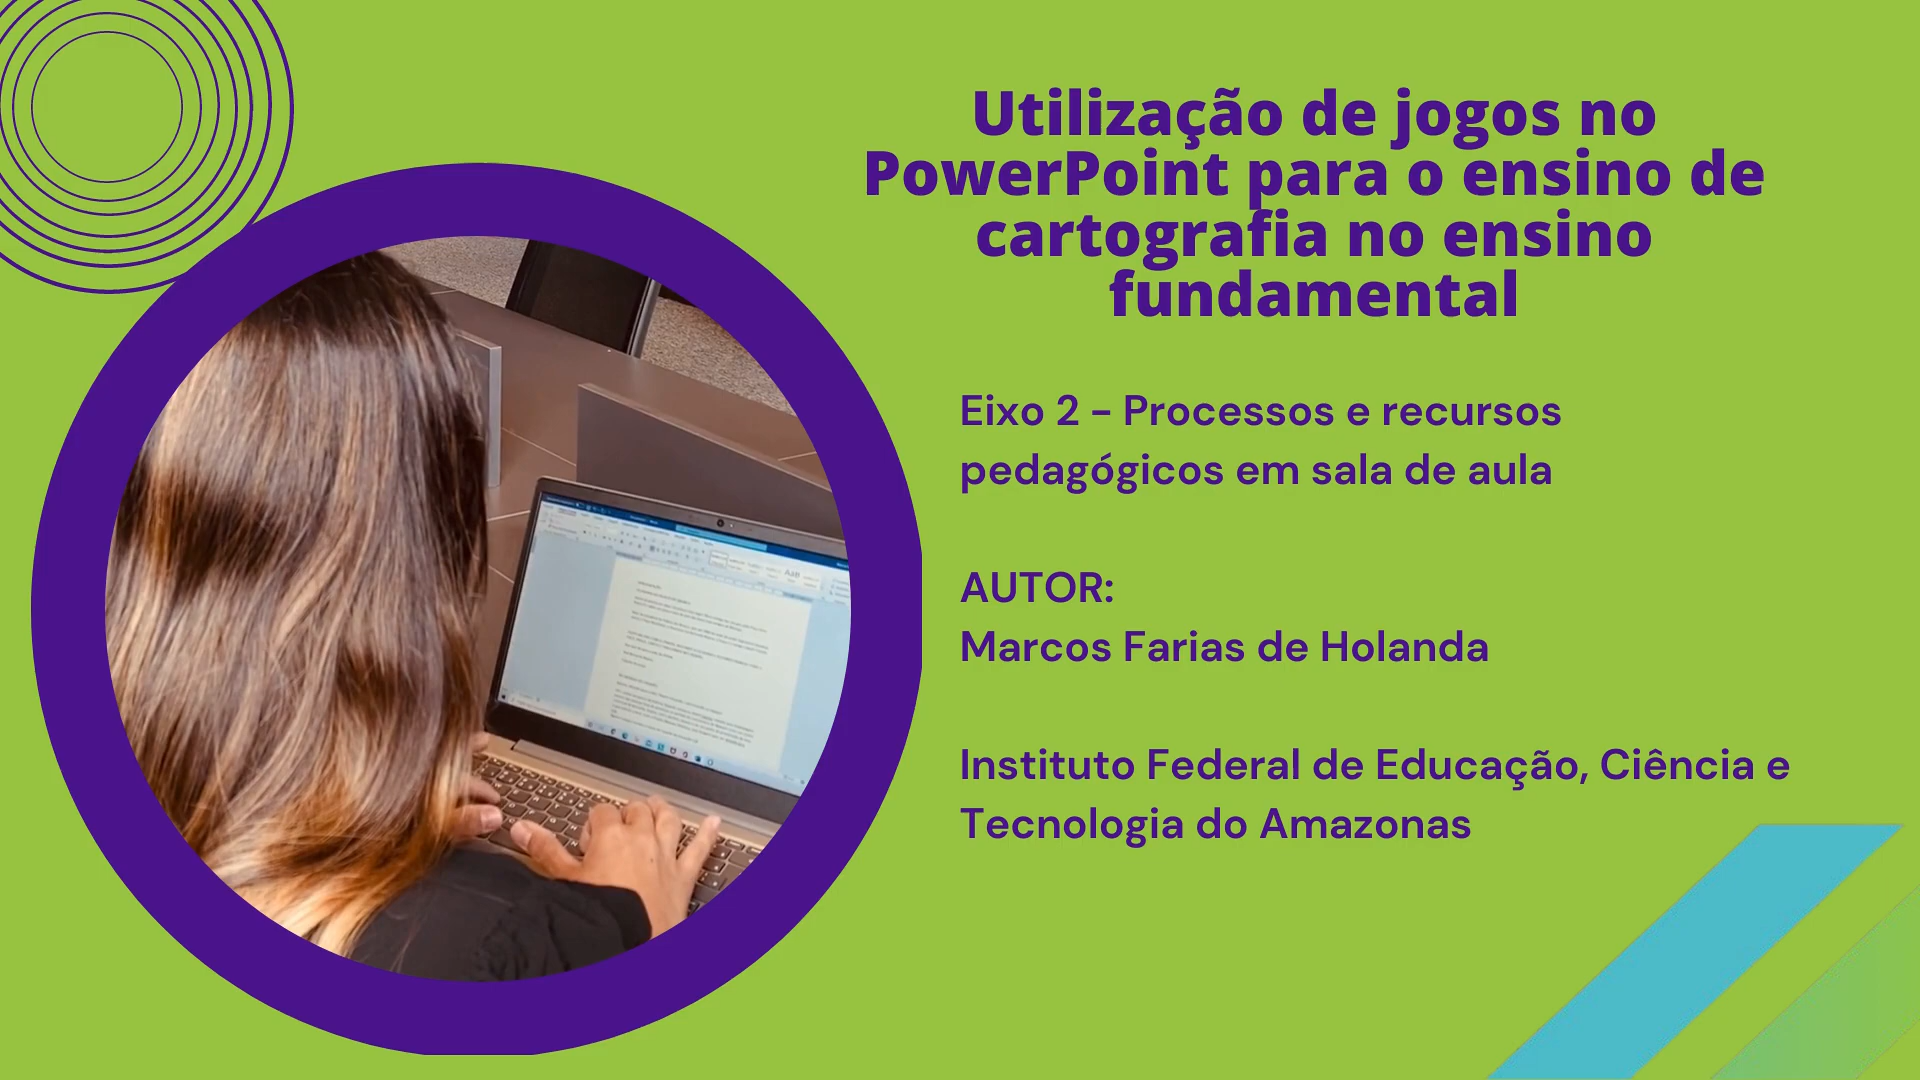 Utilização de jogos no
PowerPoint para o ensino de
cartografia no ensino
fundamental
Eixo 2 - Processos e recursos
pedagógicos em sala de aula
AUTOR:
Marcos Farias de Holanda
Instituto Federal de Educação, Ciência e
Tecnologia do Amazonas